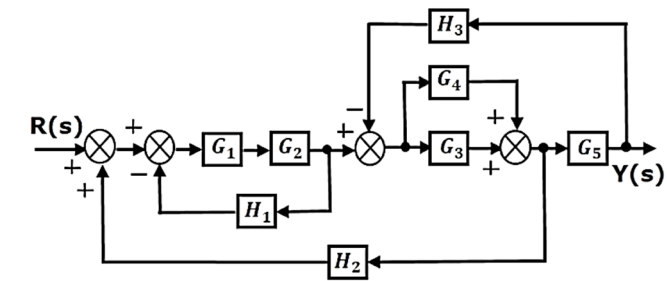 H₃
G₄
R(s)
+
+
+
+
−
−
+
+
+
G₁
G₂
G₃
G₅
Y(s)
H₁
H₂